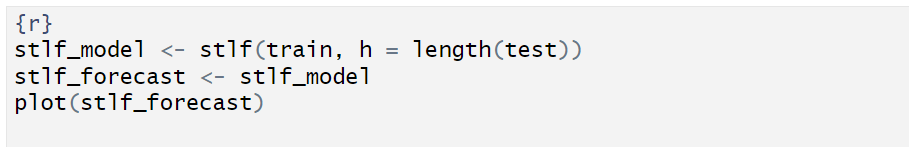 {r}
stlf_model <- stlf(train, h = length(test))
stlf_forecast <- stlf_model
plot(stlf_forecast)